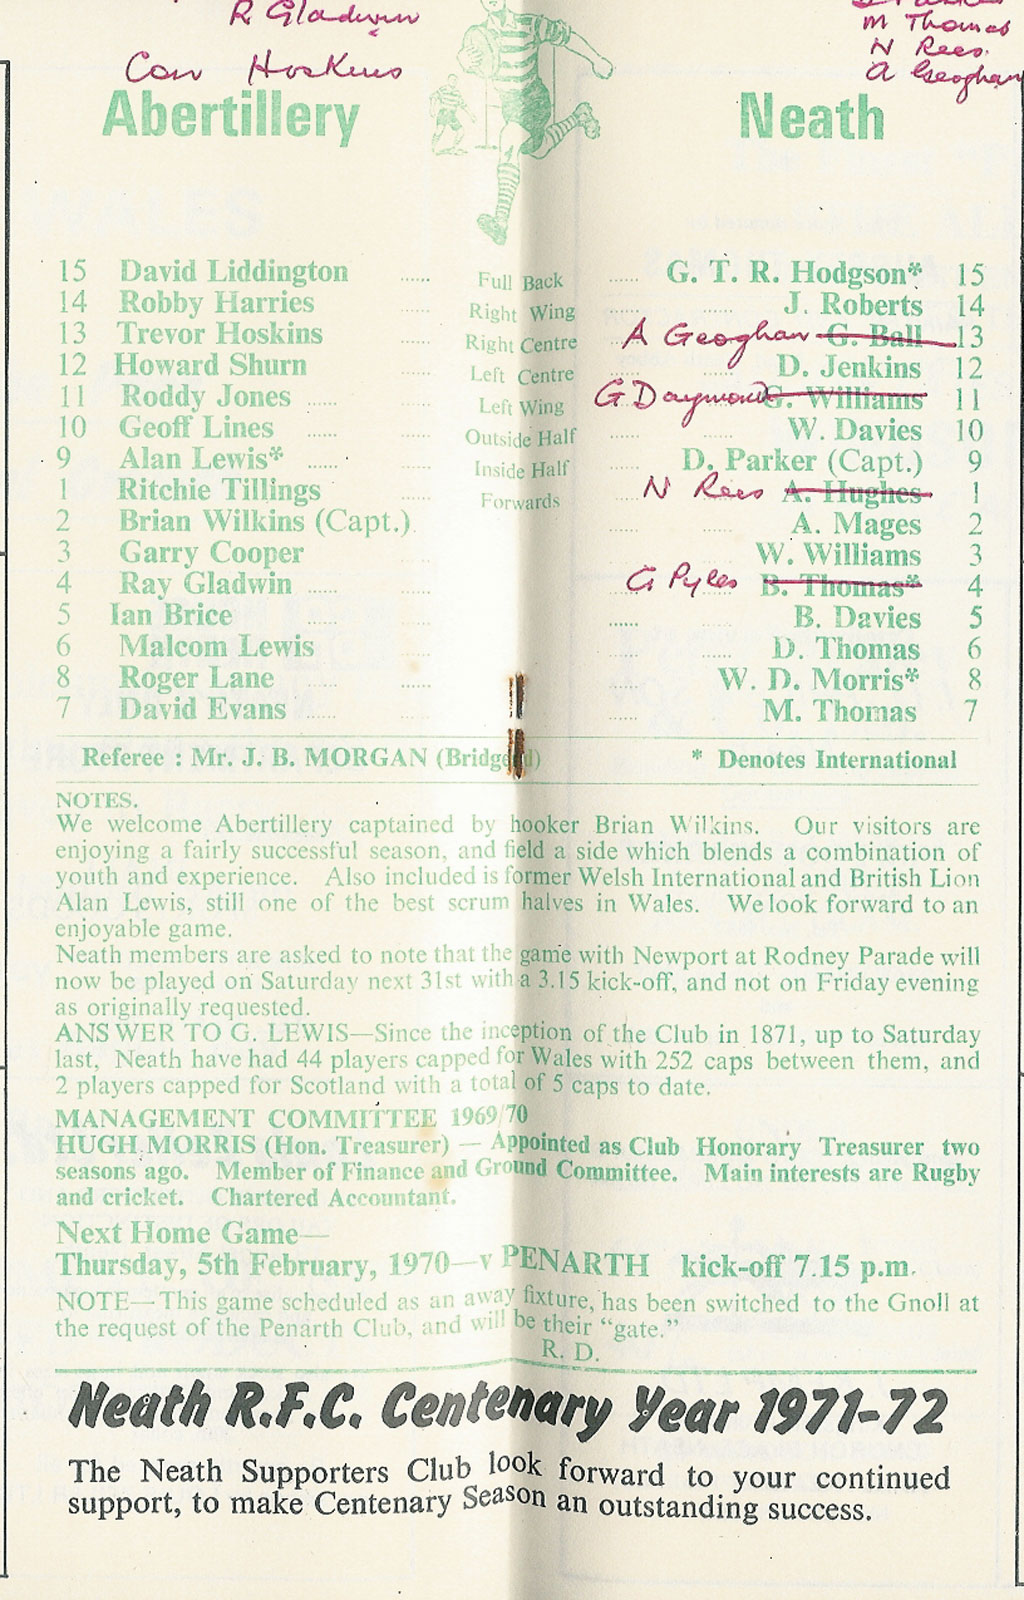 R Gladwin
M Thomas
N Rees.
Con Hoskins
A Geoghan
Abertillery
Neath
15 David Liddington ...... Full Back ...... G. T. R. Hodgson* 15
14 Robby Harries Right Wing ...... J. Roberts 14
13 Trevor Hoskins ...... Right Centre A Geoghan G. Ball 13
12 Howard Shurn Left Centre D. Jenkins 12
11 Roddy Jones ...... ...... Left Wing G Daymond G. Williams 11
10 Geoff Lines ...... ...... Outside Half ...... ...... W. Davies 10
9 Alan Lewis* ...... ...... Inside Half ...... D. Parker (Capt.) 9
1 Ritchie Tillings ...... Forwards N Rees A. Hughes 1
2 Brian Wilkins (Capt.) ...... ...... A. Mages 2
3 Garry Cooper W. Williams 3
4 Ray Gladwin ...... ...... G Pyles B. Thomas* 4
5 Ian Brice ...... ...... ...... ...... B. Davies 5
6 Malcom Lewis ...... ...... ...... D. Thomas 6
8 Roger Lane ...... ...... ...... W. D. Morris* 8
7 David Evans ...... ...... ...... M. Thomas 7
Referee : Mr. J. B. MORGAN (Bridgend) * Denotes International
NOTES.
We welcome Abertillery captained by hooker Brian Wilkins. Our visitors are
enjoying a fairly successful season, and field a side which blends a combination of
youth and experience. Also included is former Welsh International and British Lion
Alan Lewis, still one of the best scrum halves in Wales. We look forward to an
enjoyable game.
Neath members are asked to note that the game with Newport at Rodney Parade will
now be played on Saturday next 31st with a 3.15 kick-off, and not on Friday evening
as originally requested.
ANSWER TO G. LEWIS—Since the inception of the Club in 1871, up to Saturday
last, Neath have had 44 players capped for Wales with 252 caps between them, and
2 players capped for Scotland with a total of 5 caps to date.
MANAGEMENT COMMITTEE 1969/70
HUGH MORRIS (Hon. Treasurer) — Appointed as Club Honorary Treasurer two
seasons ago. Member of Finance and Ground Committee. Main interests are Rugby
and cricket. Chartered Accountant.
Next Home Game—
Thursday, 5th February, 1970—v PENARTH kick-off 7.15 p.m.
NOTE—This game scheduled as an away fixture, has been switched to the Gnoll at
the request of the Penarth Club, and will be their “gate.”
R. D.
Neath R.F.C. Centenary Year 1971-72
The Neath Supporters Club look forward to your continued
support, to make Centenary Season an outstanding success.